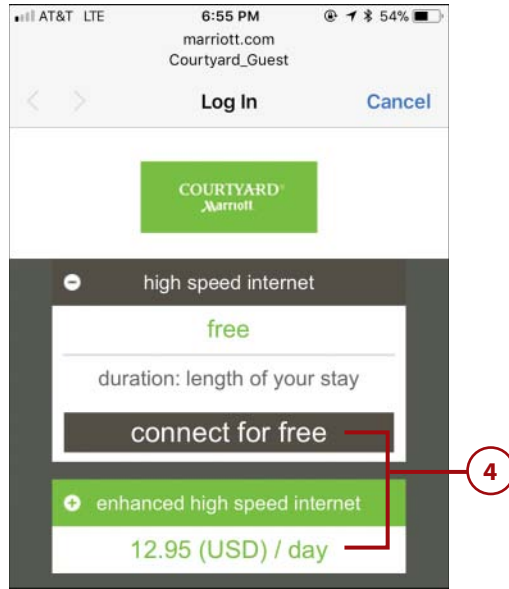 AT&T LTE 6:55 PM 54%
marriott.com
Courtyard_Guest
Log In Cancel
COURTYARD®
Marriott
high speed internet
free
duration: length of your stay
connect for free
4
enhanced high speed internet
12.95 (USD) / day